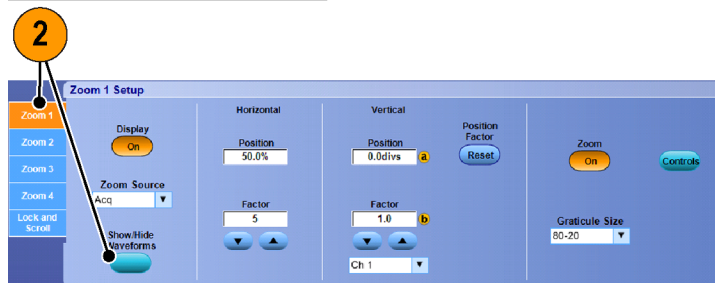 2
Zoom 1 Setup
Zoom 1
Zoom 2
Zoom 3
Zoom 4
Lock and
Scroll
Display
On
Zoom Source
Acq
Show/Hide
Waveforms
Horizontal
Position
50.0%
Factor
5
Vertical
Position
0.0divs
a
Factor
1.0
b
Ch 1
Position
Factor
Reset
Zoom
On
Graticule Size
80-20
Controls